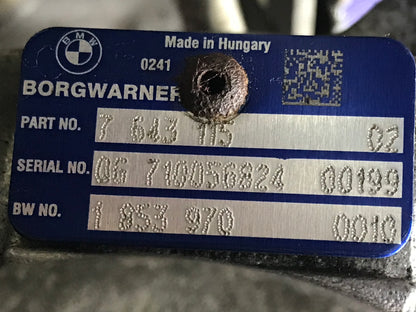 BMW
Made in Hungary
0241
BORGWARNER
PART NO. 7 643 115 02
SERIAL NO. 0G 710056824 00199
BW NO. 1 853 970 0010